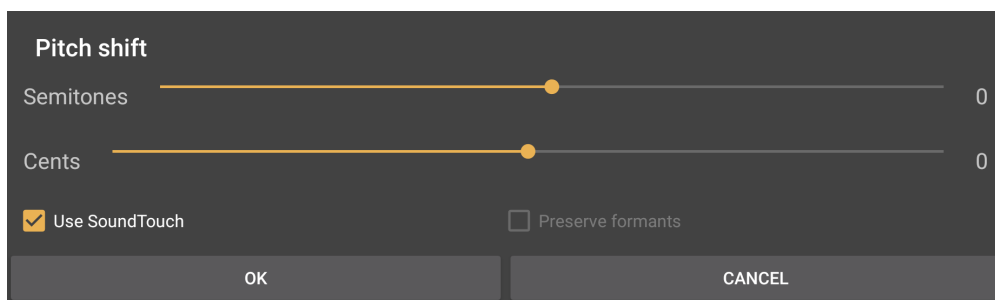 Pitch shift
Semitones 0
Cents 0
Use SoundTouch Preserve formants
OK CANCEL